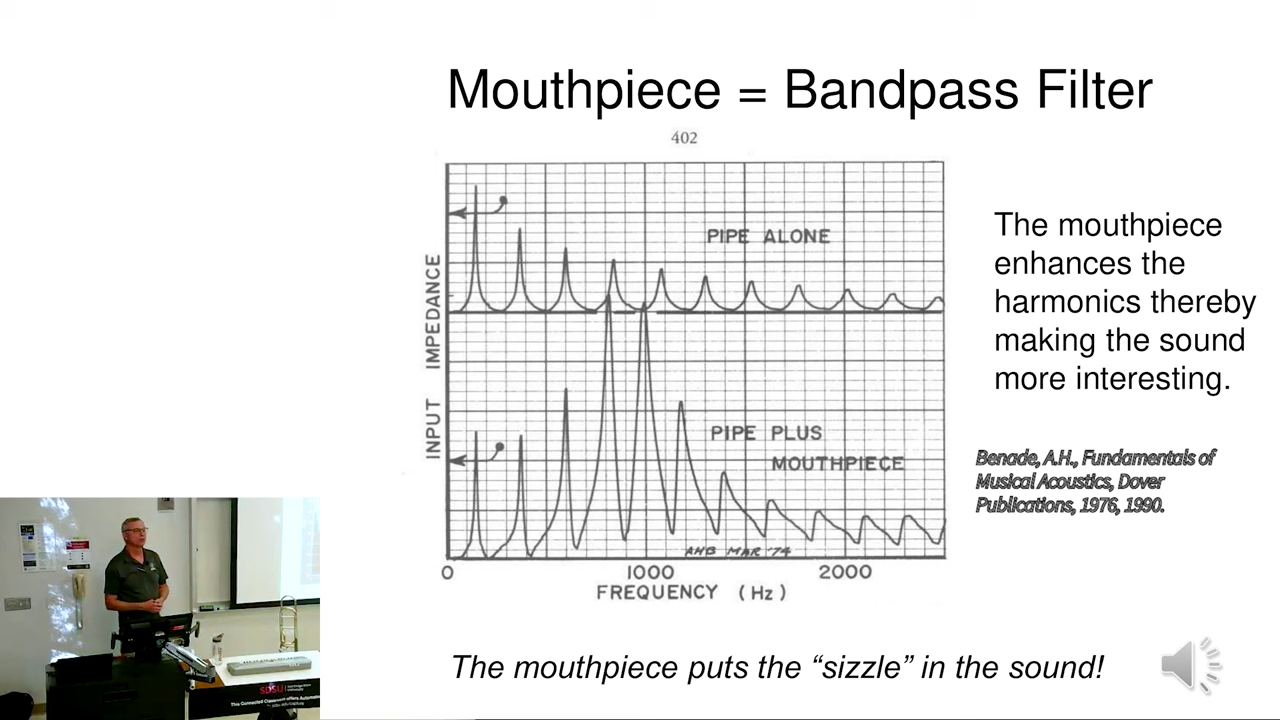 Mouthpiece = Bandpass Filter
402
PIPE ALONE
INPUT IMPEDANCE
PIPE PLUS
MOUTHPIECE
AHB MAR '74
0 1000 2000
FREQUENCY (Hz)
The mouthpiece
enhances the
harmonics thereby
making the sound
more interesting.
Benade, A.H., Fundamentals of
Musical Acoustics, Dover
Publications, 1976, 1990.
The mouthpiece puts the “sizzle” in the sound!
SDSU